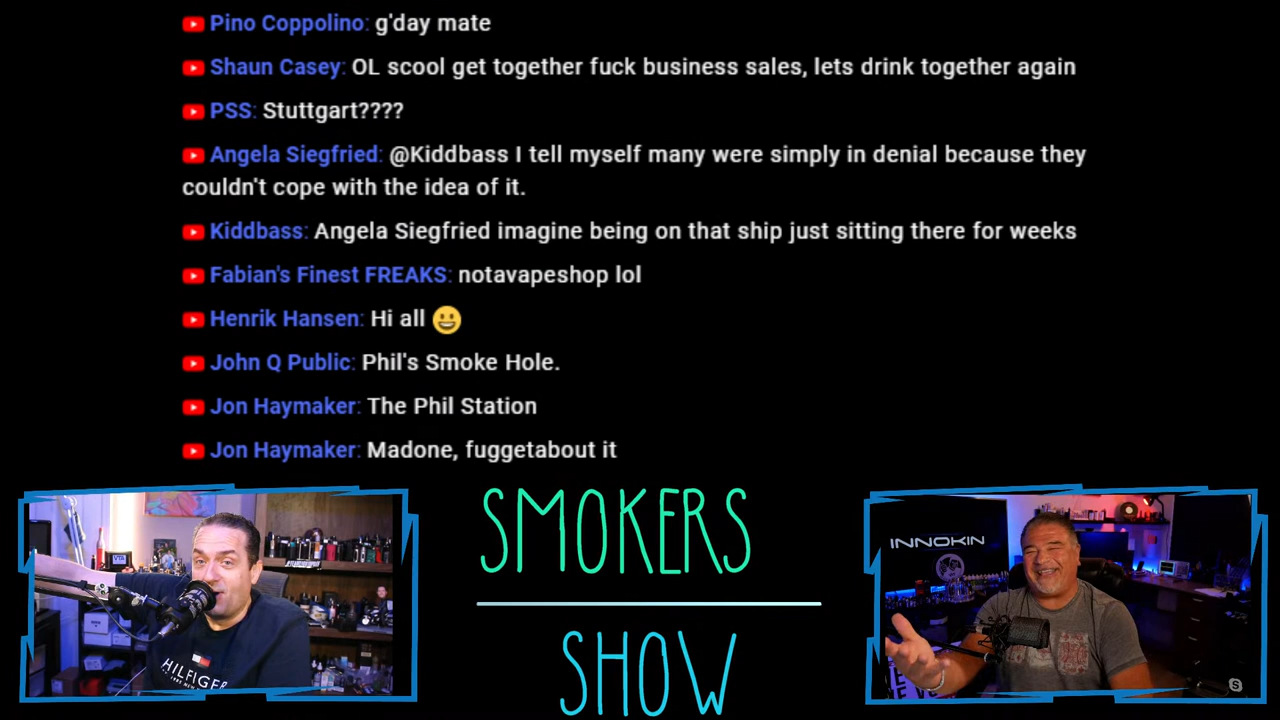 Pino Coppolino: g'day mate
Shaun Casey: OL scool get together fuck business sales, lets drink together again
PSS: Stuttgart????
Angela Siegfried: @Kiddbass I tell myself many were simply in denial because they
couldn't cope with the idea of it.
Kiddbass: Angela Siegfried imagine being on that ship just sitting there for weeks
Fabian's Finest FREAKS: notavapeshop lol
Henrik Hansen: Hi all 😀
John Q Public: Phil's Smoke Hole.
Jon Haymaker: The Phil Station
Jon Haymaker: Madone, fuggetabout it
SMOKERS
SHOW
HILFIGER
INNOKIN